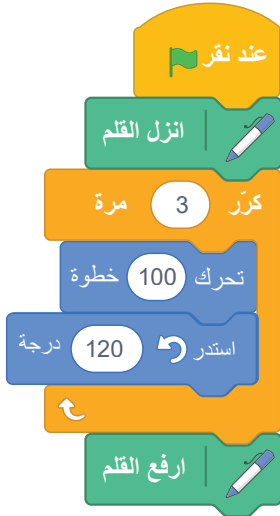 عند نقر
انزل القلم
كرّر 3 مرة
تحرك 100 خطوة
استدر 120 درجة
ارفع القلم